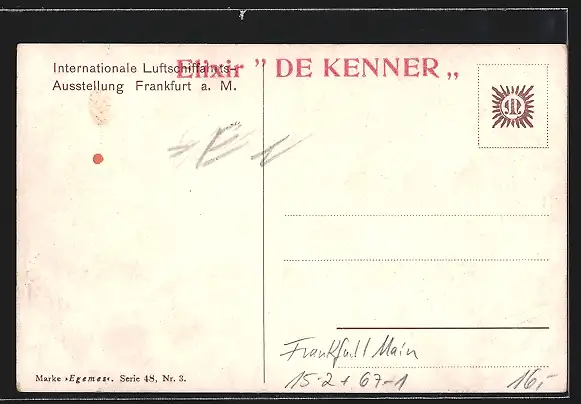 Internationale Luftschiffahrts-
Ausstellung Frankfurt a. M.
Elixir " DE KENNER „
M
Frankfurt/Main
15-2+ 67-1
16,-
Marke »Egemes«. Serie 48, Nr. 3.